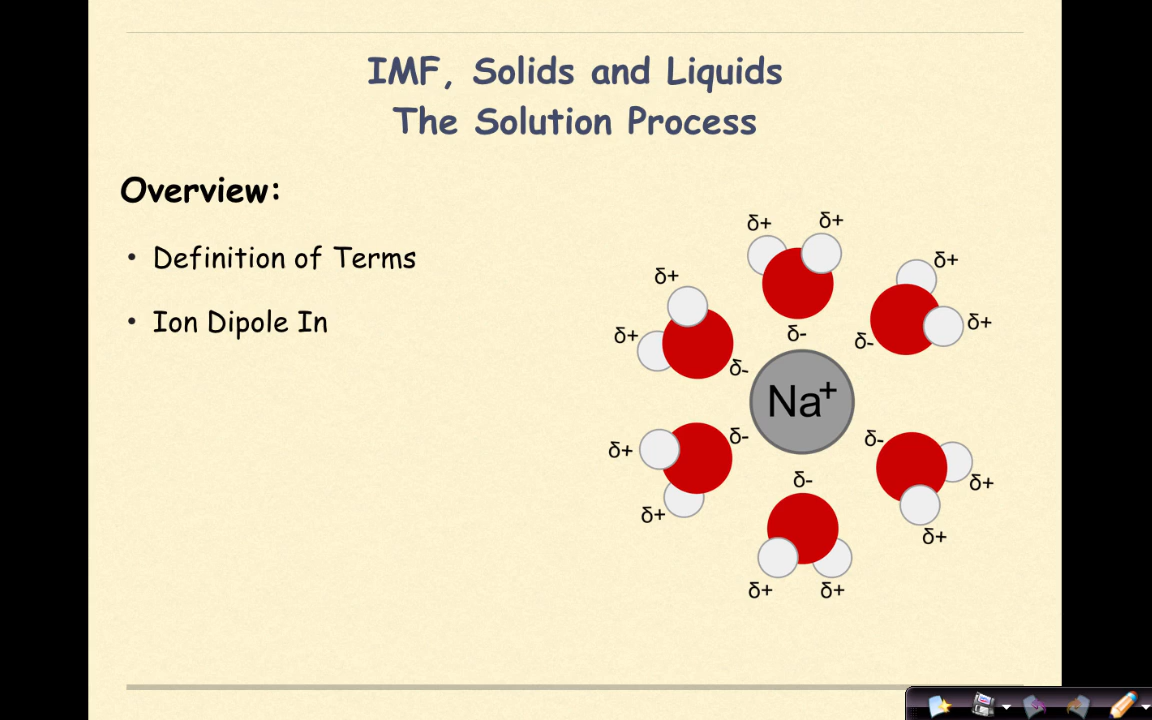 IMF, Solids and Liquids
The Solution Process
Overview:
• Definition of Terms
• Ion Dipole In
δ+ δ+
δ+
δ+
δ+
δ+
δ-
δ-
δ-
Na+
δ-
δ-
δ+
δ-
δ+
δ+
δ+
δ+ δ+